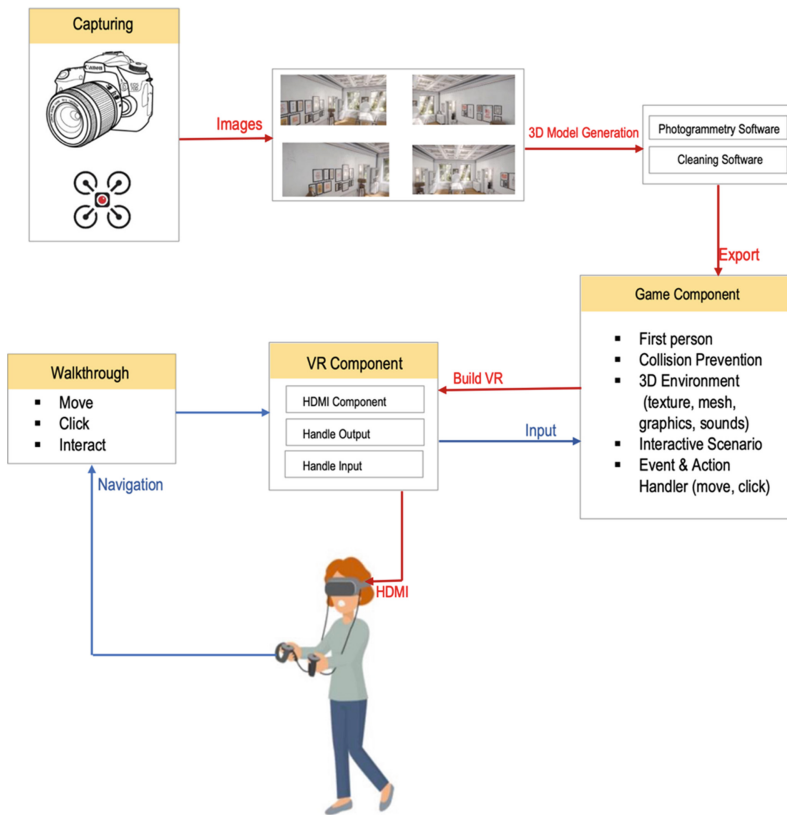 Capturing
Canon
Images
3D Model Generation
Photogrammetry Software
Cleaning Software
Export
Game Component
▪ First person
▪ Collision Prevention
▪ 3D Environment
(texture, mesh,
graphics, sounds)
▪ Interactive Scenario
▪ Event & Action
Handler (move, click)
Build VR
Input
VR Component
HDMI Component
Handle Output
Handle Input
Walkthrough
▪ Move
▪ Click
▪ Interact
Navigation
HDMI